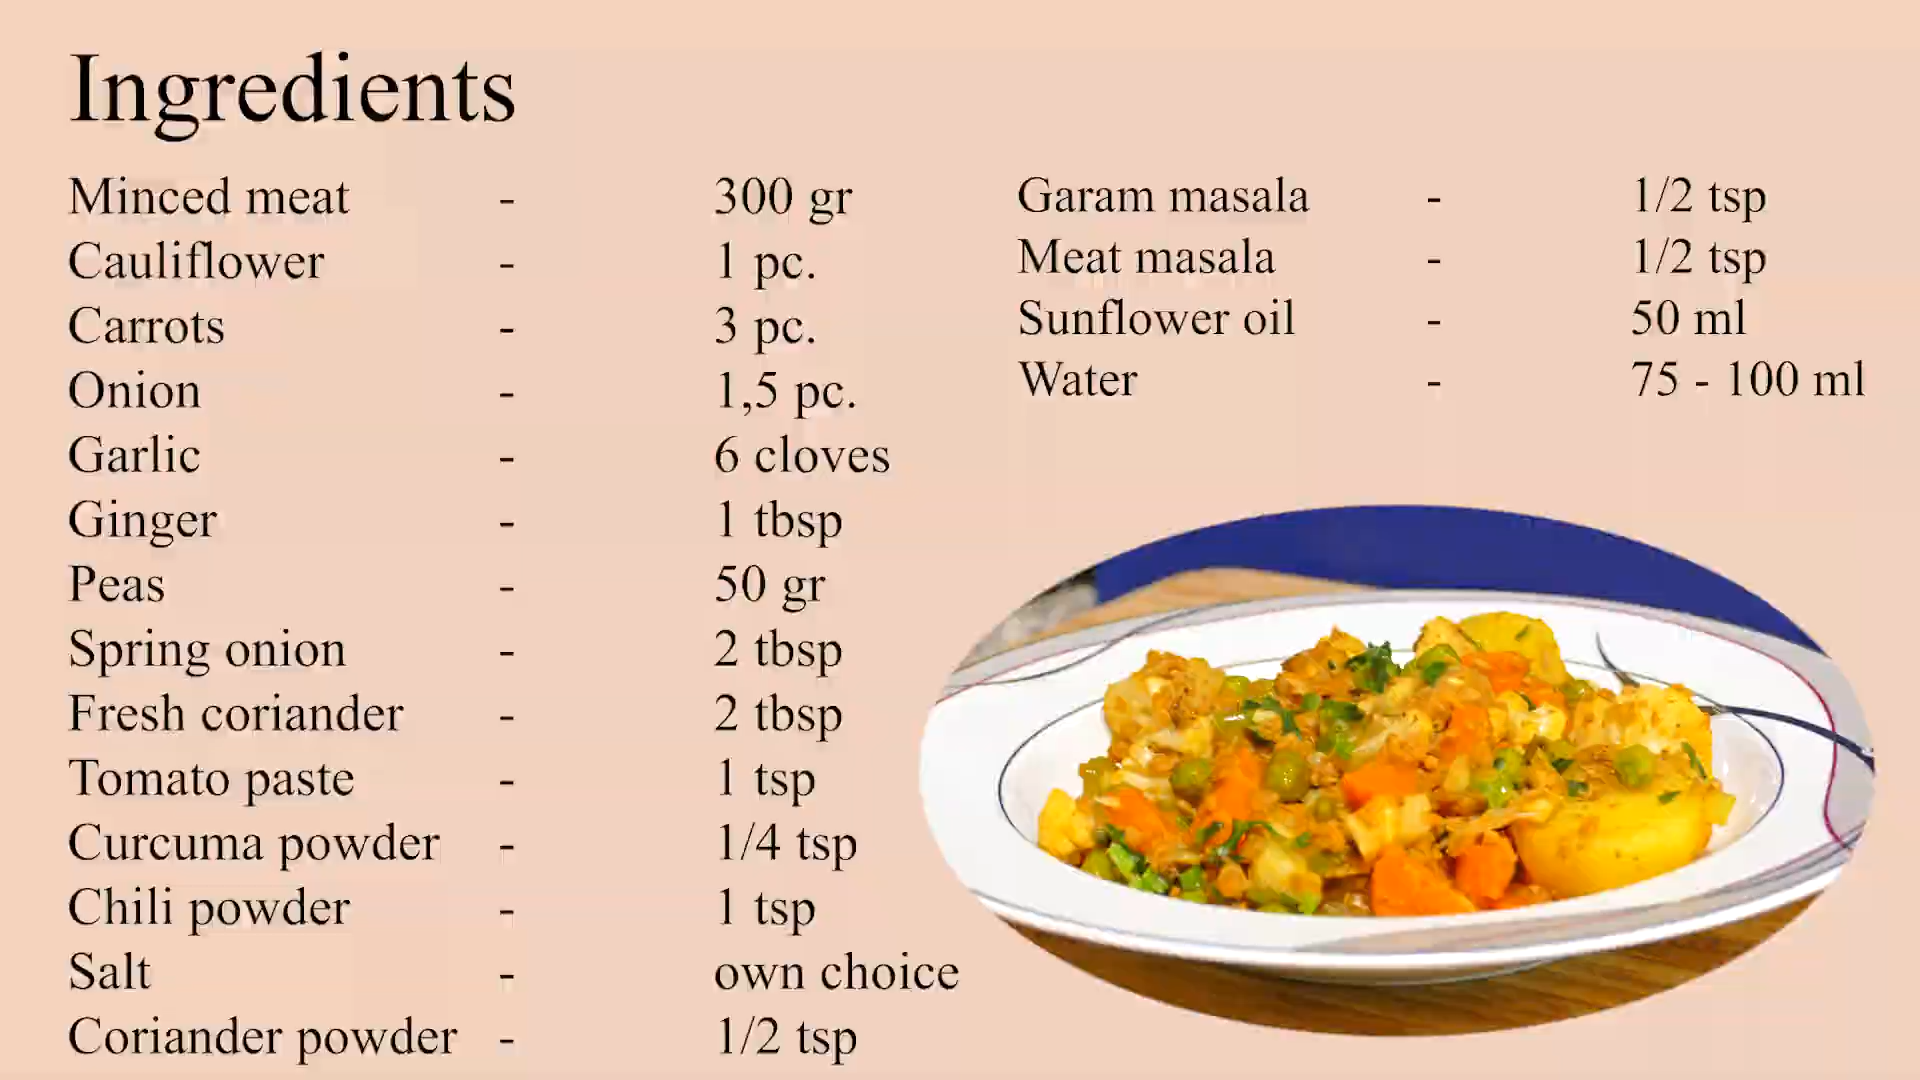 Ingredients
Minced meat - 300 gr
Cauliflower - 1 pc.
Carrots - 3 pc.
Onion - 1,5 pc.
Garlic - 6 cloves
Ginger - 1 tbsp
Peas - 50 gr
Spring onion - 2 tbsp
Fresh coriander - 2 tbsp
Tomato paste - 1 tsp
Curcuma powder - 1/4 tsp
Chili powder - 1 tsp
Salt - own choice
Coriander powder - 1/2 tsp
Garam masala - 1/2 tsp
Meat masala - 1/2 tsp
Sunflower oil - 50 ml
Water - 75 - 100 ml